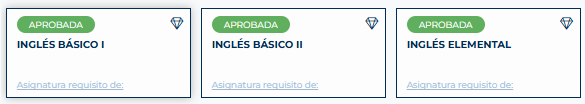 APROBADA
INGLÉS BÁSICO I
Asignatura requisito de:
APROBADA
INGLÉS BÁSICO II
Asignatura requisito de:
APROBADA
INGLÉS ELEMENTAL
Asignatura requisito de: